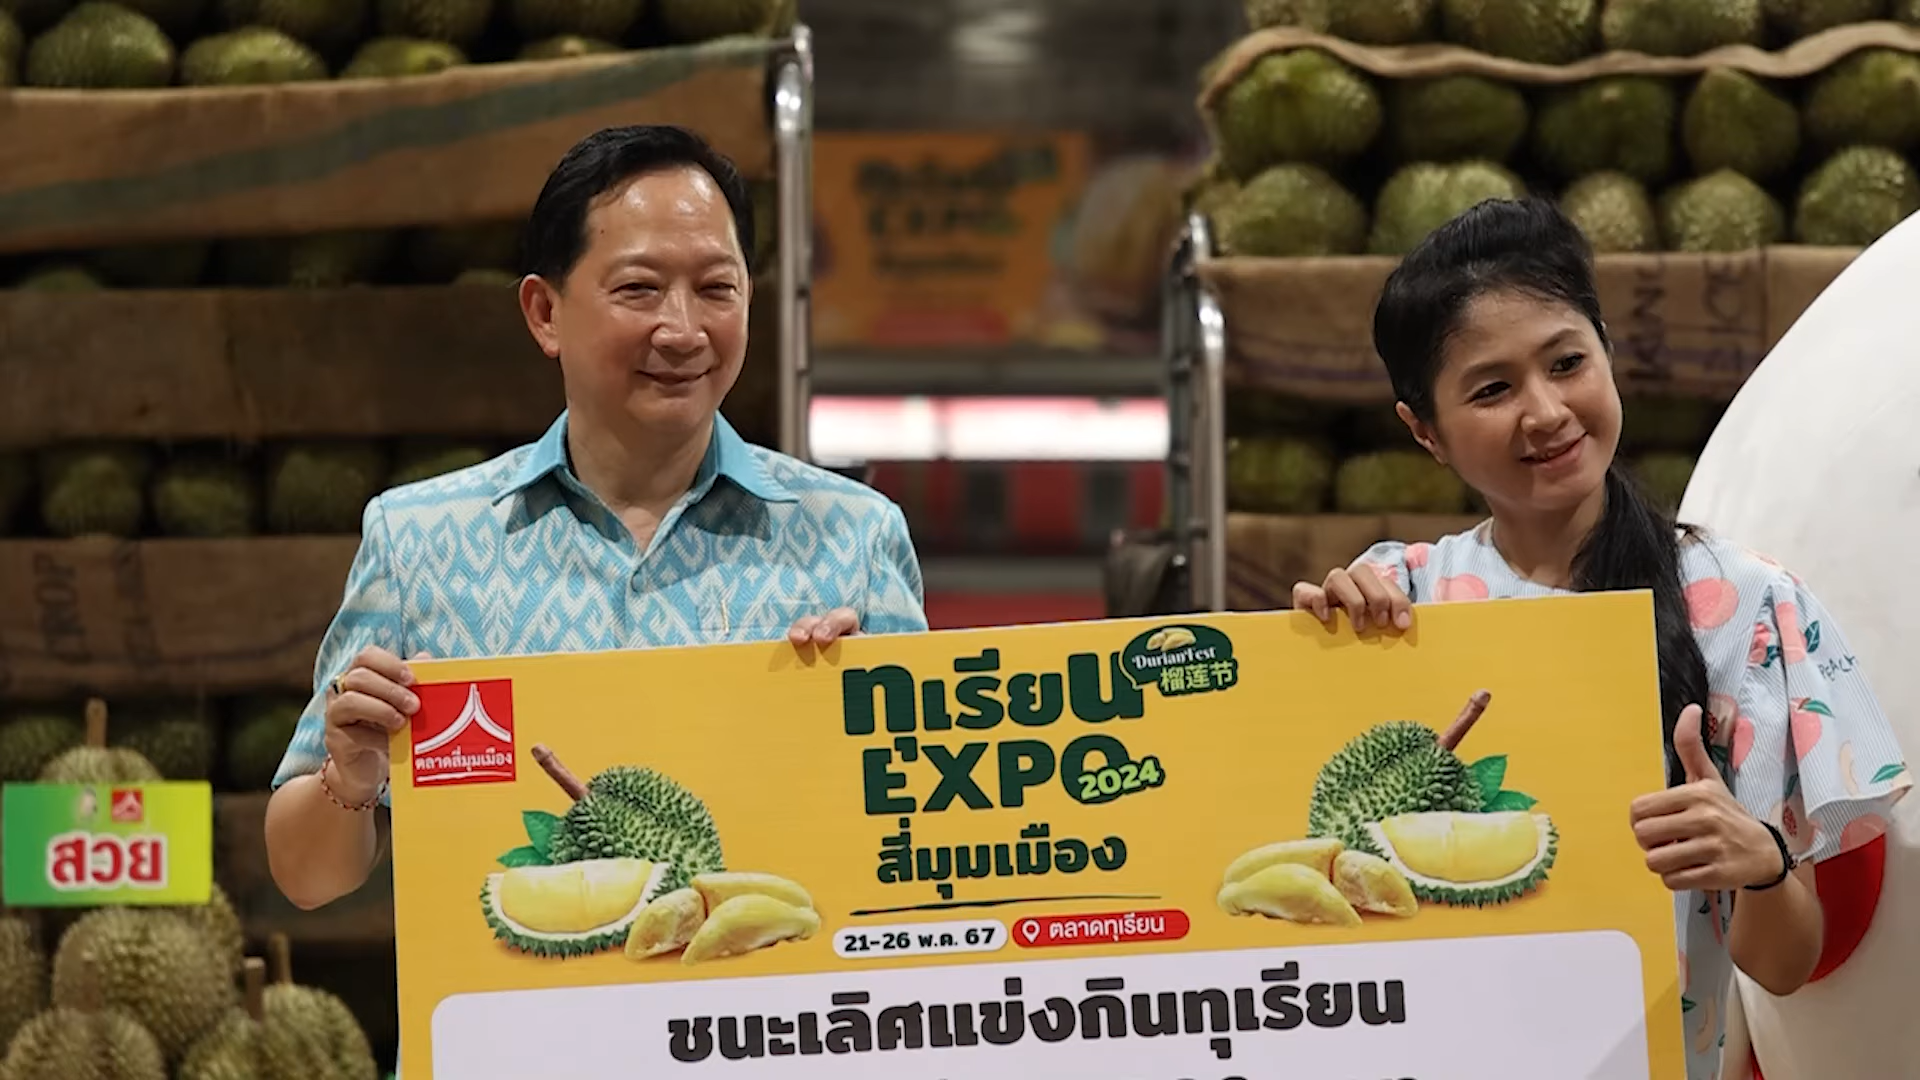 ทุเรียน
DurianFest
榴莲节
EXPO
2024
สี่มุมเมือง
ตลาดสี่มุมเมือง
21-26 พ.ค. 67
ตลาดทุเรียน
ชนะเลิศแข่งกินทุเรียน
สวย
PEACH